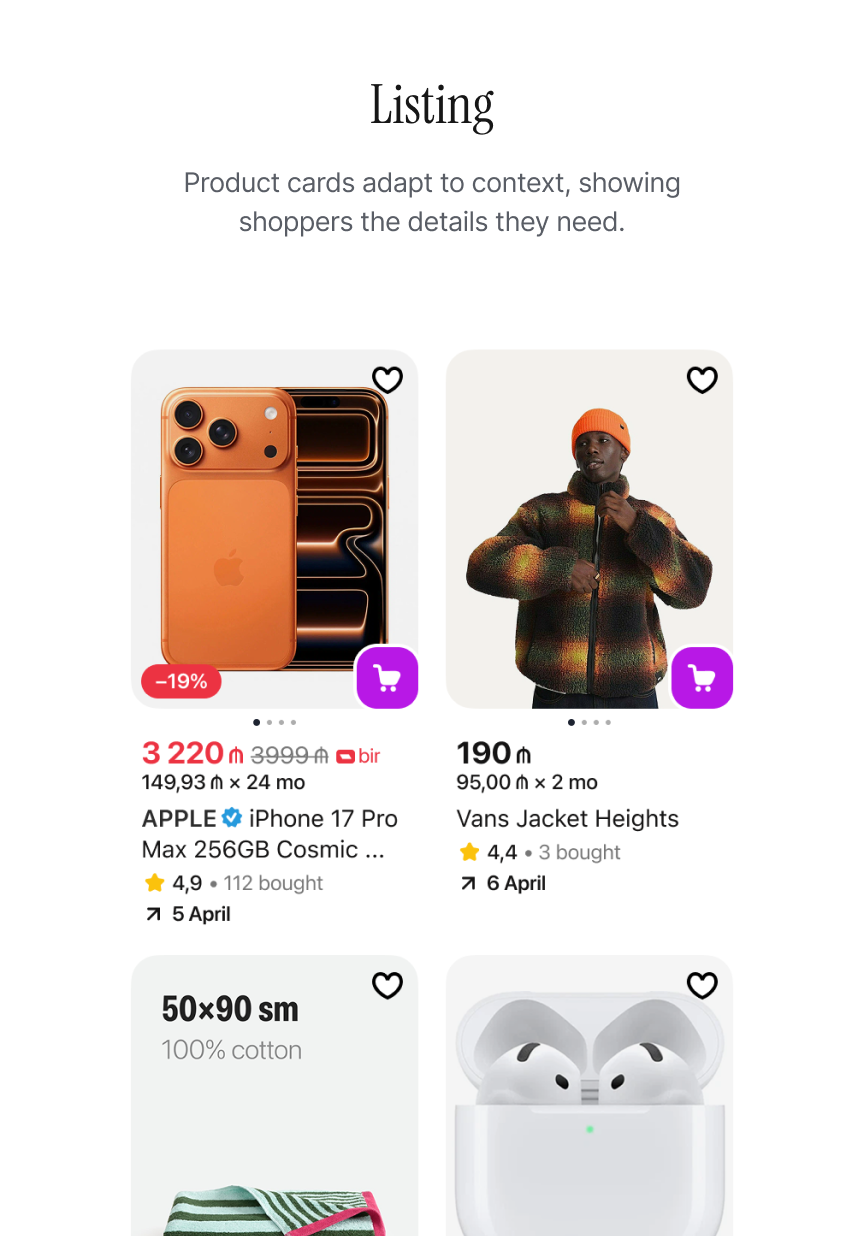 Listing
Product cards adapt to context, showing
shoppers the details they need.
–19%
3 220 ₼ 3999 ₼ bir
149,93 ₼ × 24 mo
APPLE iPhone 17 Pro
Max 256GB Cosmic ...
4,9 • 112 bought
5 April
190 ₼
95,00 ₼ × 2 mo
Vans Jacket Heights
4,4 • 3 bought
6 April
50×90 sm
100% cotton